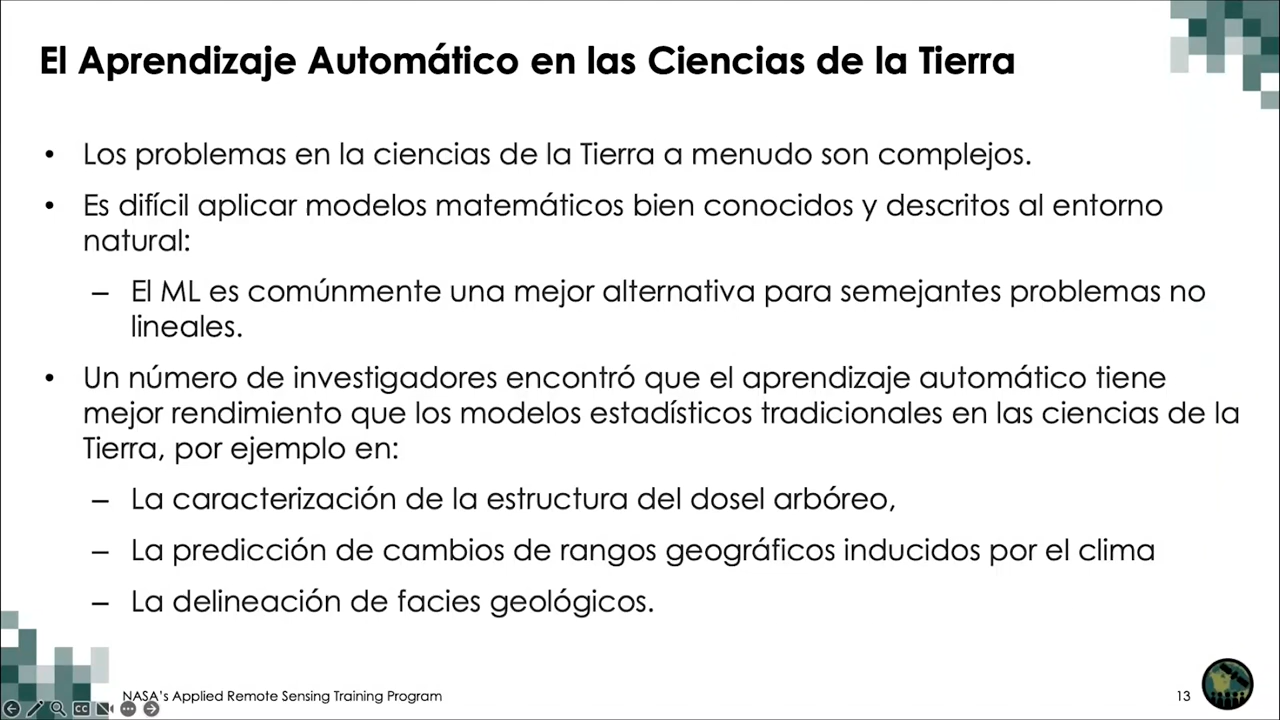 El Aprendizaje Automático en las Ciencias de la Tierra
• Los problemas en la ciencias de la Tierra a menudo son complejos.
• Es difícil aplicar modelos matemáticos bien conocidos y descritos al entorno
natural:
– El ML es comúnmente una mejor alternativa para semejantes problemas no
lineales.
• Un número de investigadores encontró que el aprendizaje automático tiene
mejor rendimiento que los modelos estadísticos tradicionales en las ciencias de la
Tierra, por ejemplo en:
– La caracterización de la estructura del dosel arbóreo,
– La predicción de cambios de rangos geográficos inducidos por el clima
– La delineación de facies geológicos.
NASA's Applied Remote Sensing Training Program
13
CC